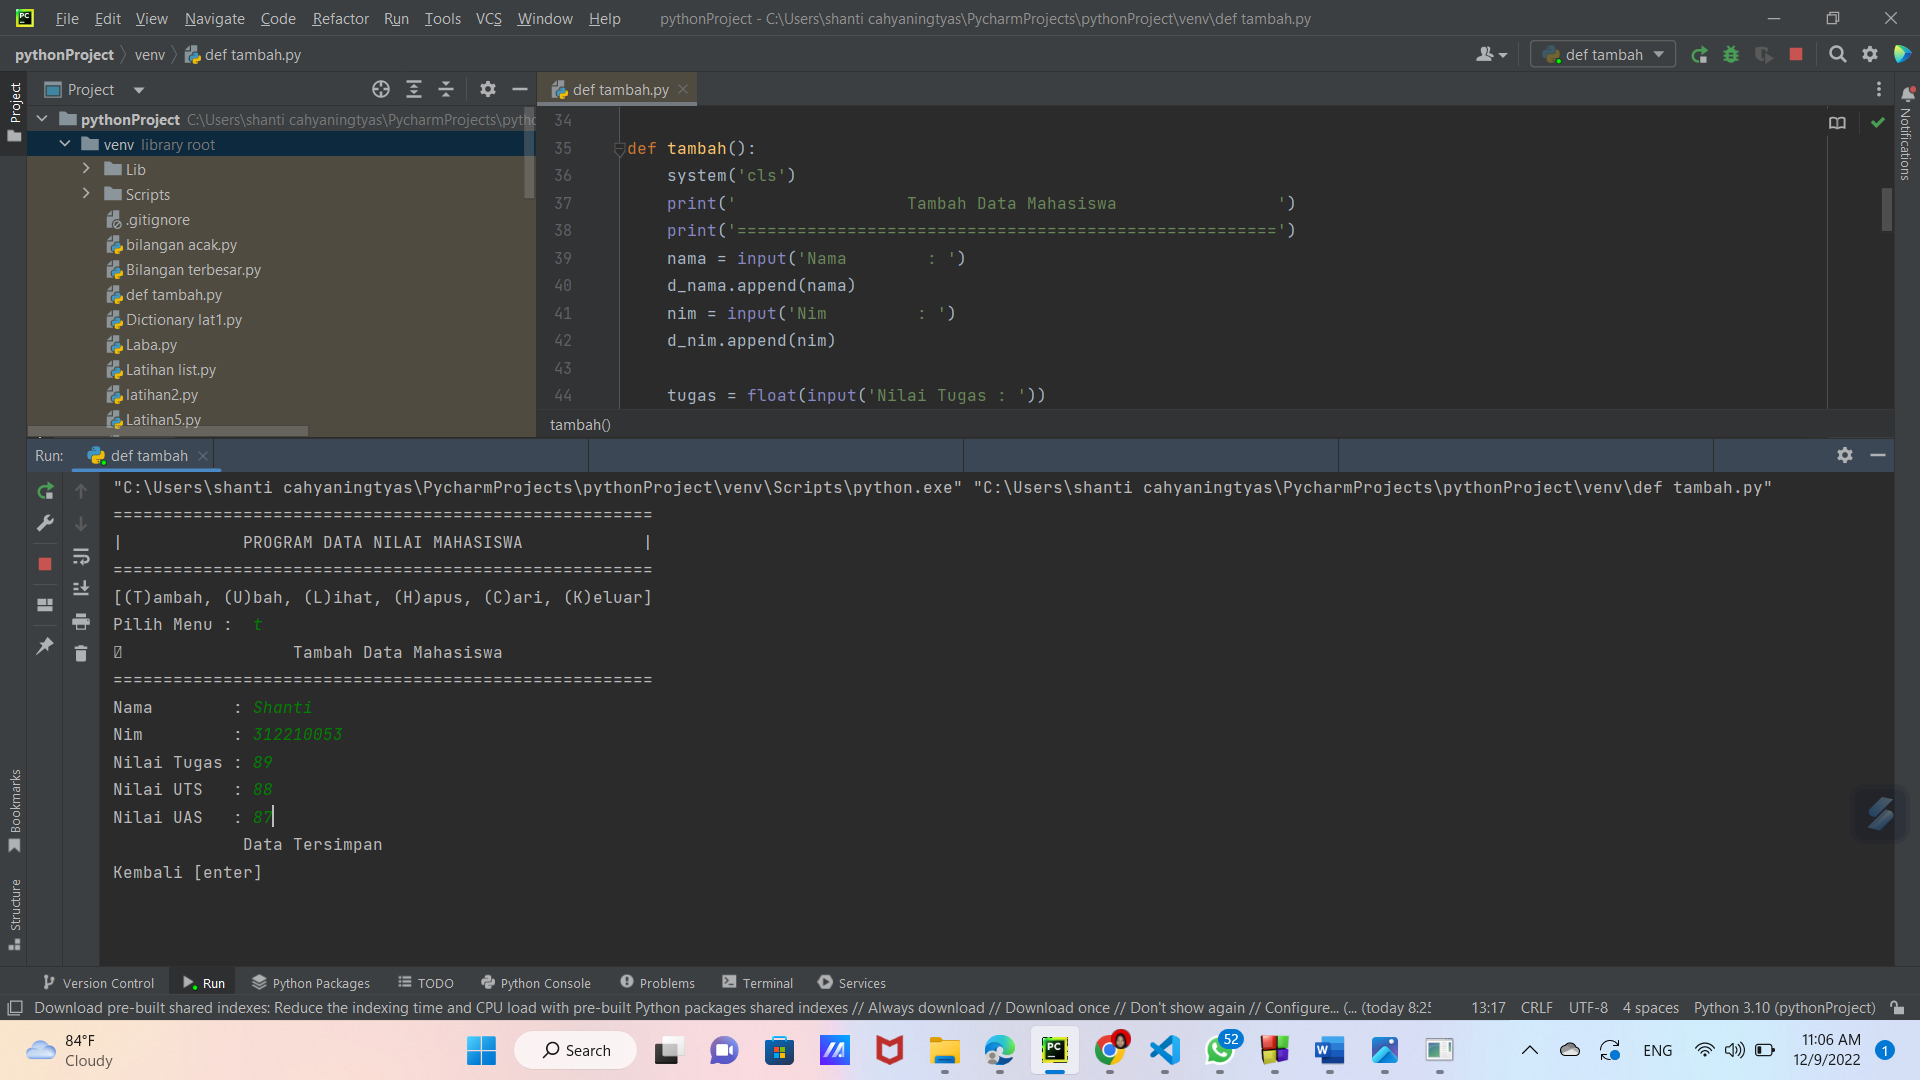 File Edit View Navigate Code Refactor Run Tools VCS Window Help pythonProject - C:\Users\shanti cahyaningtyas\PycharmProjects\pythonProject\venv\def tambah.py
pythonProject venv def tambah.py def tambah
Project
Project
def tambah.py
pythonProject C:\Users\shanti cahyaningtyas\PycharmProjects\pytho
venv library root
Lib
Scripts
.gitignore
bilangan acak.py
Bilangan terbesar.py
def tambah.py
Dictionary lat1.py
Laba.py
Latihan list.py
latihan2.py
Latihan5.py
34
35 def tambah():
36 system('cls')
37 print('                 Tambah Data Mahasiswa                ')
38 print('======================================================')
39 nama = input('Nama        : ')
40 d_nama.append(nama)
41 nim = input('Nim         : ')
42 d_nim.append(nim)
43
44 tugas = float(input('Nilai Tugas : '))
tambah()
Notifications
Run: def tambah
"C:\Users\shanti cahyaningtyas\PycharmProjects\pythonProject\venv\Scripts\python.exe" "C:\Users\shanti cahyaningtyas\PycharmProjects\pythonProject\venv\def tambah.py"
======================================================
|            PROGRAM DATA NILAI MAHASISWA            |
======================================================
[(T)ambah, (U)bah, (L)ihat, (H)apus, (C)ari, (K)eluar]
Pilih Menu :  t
Tambah Data Mahasiswa
======================================================
Nama        : Shanti
Nim         : 312210053
Nilai Tugas : 89
Nilai UTS   : 88
Nilai UAS   : 87
Data Tersimpan
Kembali [enter]
Bookmarks
Structure
Version Control Run Python Packages TODO Python Console Problems Terminal Services
Download pre-built shared indexes: Reduce the indexing time and CPU load with pre-built Python packages shared indexes // Always download // Download once // Don't show again // Configure... (... (today 8:25 13:17 CRLF UTF-8 4 spaces Python 3.10 (pythonProject)
84°F
Cloudy
Search
PC
PC
52
ENG
11:06 AM
12/9/2022
1